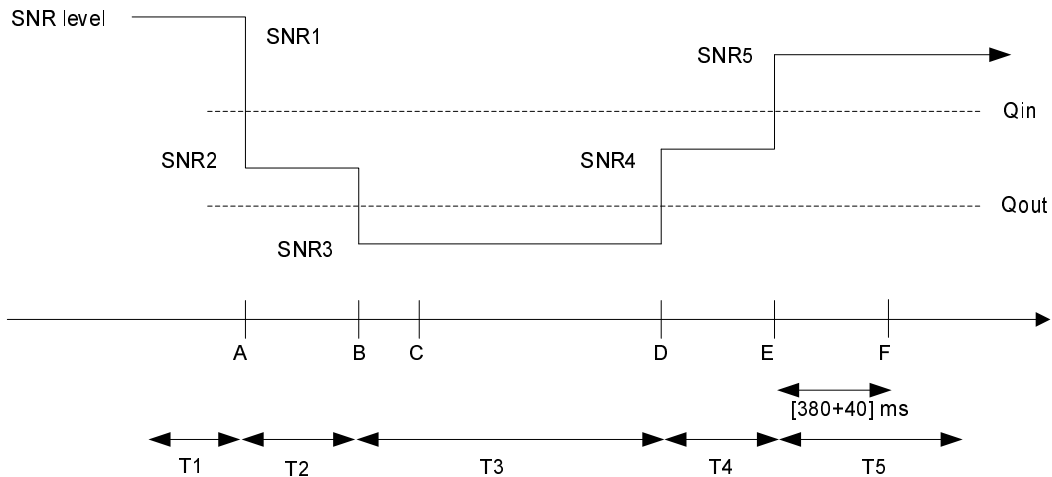 SNR level
SNR1
SNR5
Qin
SNR2
SNR4
Qout
SNR3
A B C D E F
[380+40] ms
T1 T2 T3 T4 T5